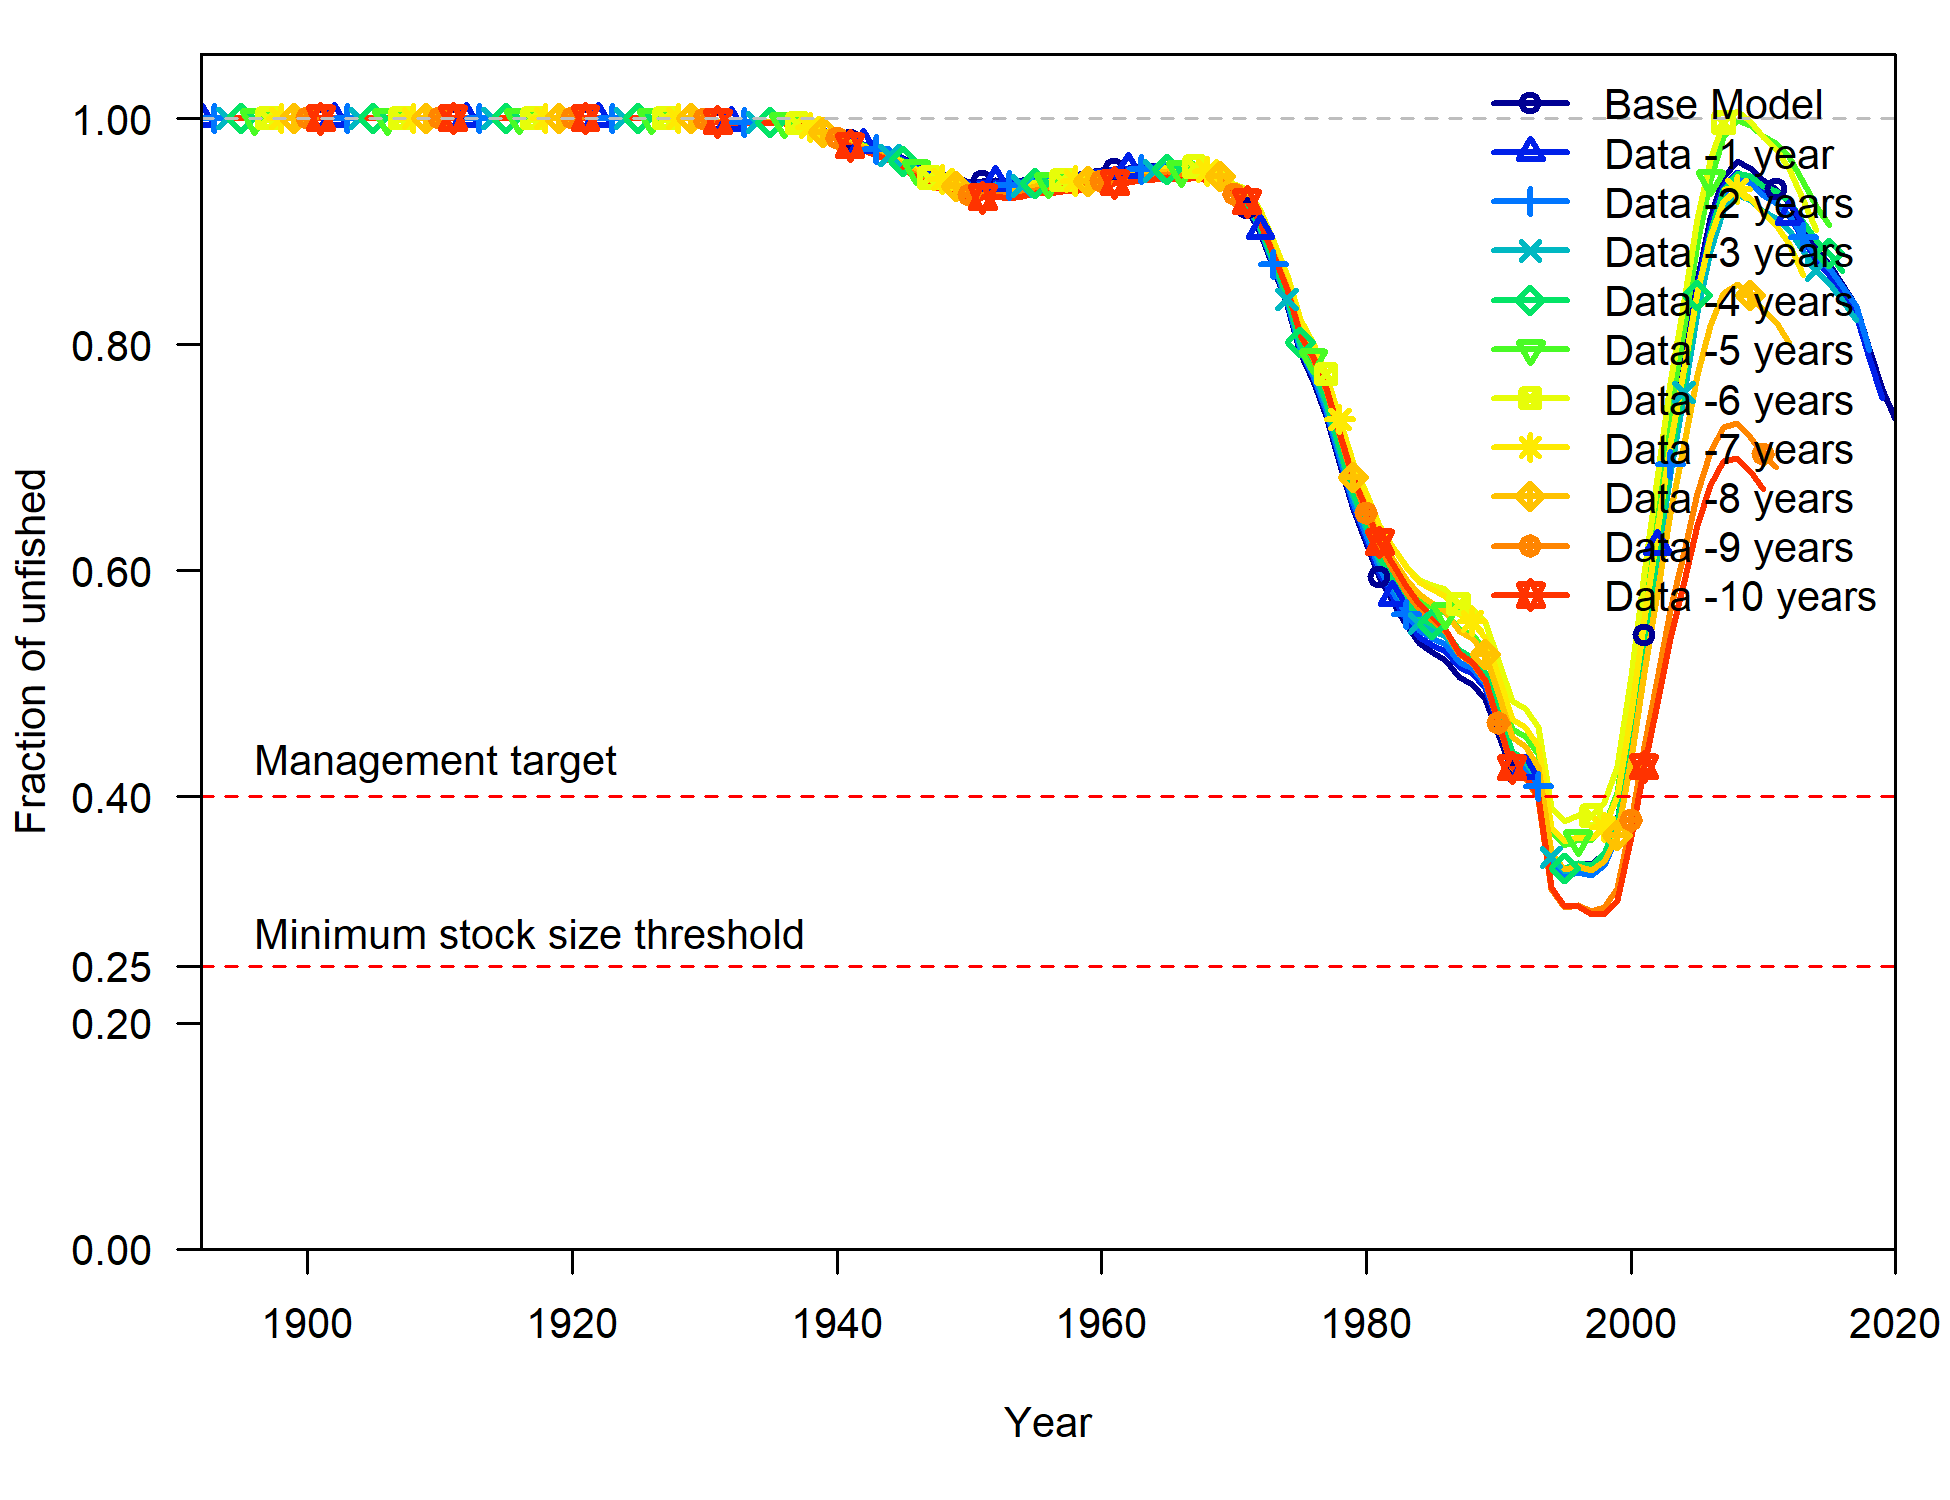 1.00
0.80
0.60
0.40
0.25
0.20
0.00
Fraction of unfished
Base Model
Data -1 year
Data -2 years
Data -3 years
Data -4 years
Data -5 years
Data -6 years
Data -7 years
Data -8 years
Data -9 years
Data -10 years
Management target
Minimum stock size threshold
1900 1920 1940 1960 1980 2000 2020
Year